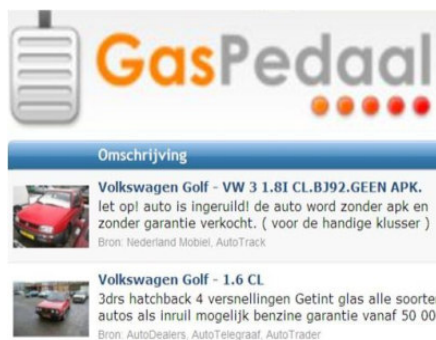 GasPedaal
Omschrijving
Volkswagen Golf - VW 3 1.8I CL.BJ92.GEEN APK.
let op! auto is ingeruild! de auto word zonder apk en
zonder garantie verkocht. ( voor de handige klusser )
Bron: Nederland Mobiel, AutoTrack
Volkswagen Golf - 1.6 CL
3drs hatchback 4 versnellingen Getint glas alle soorte
autos als inruil mogelijk benzine garantie vanaf 50 00
Bron: AutoDealers, AutoTelegraaf, AutoTrader